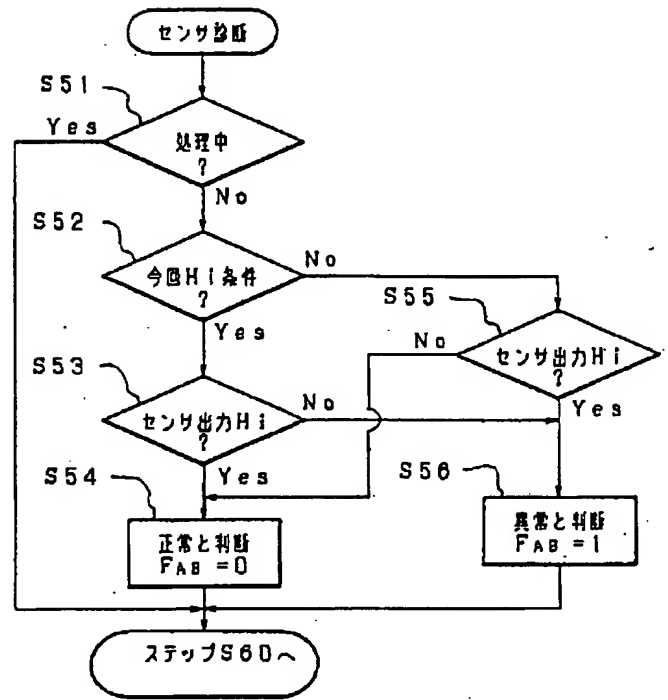 センサ診断
S51
Yes
処理中
?
No
S52
今回Hi条件
?
No
Yes
S55
No
センサ出力Hi
?
Yes
S53
センサ出力Hi
?
No
Yes
S54
正常と判断
FAB =0
S56
異常と判断
FAB =1
ステップS60へ